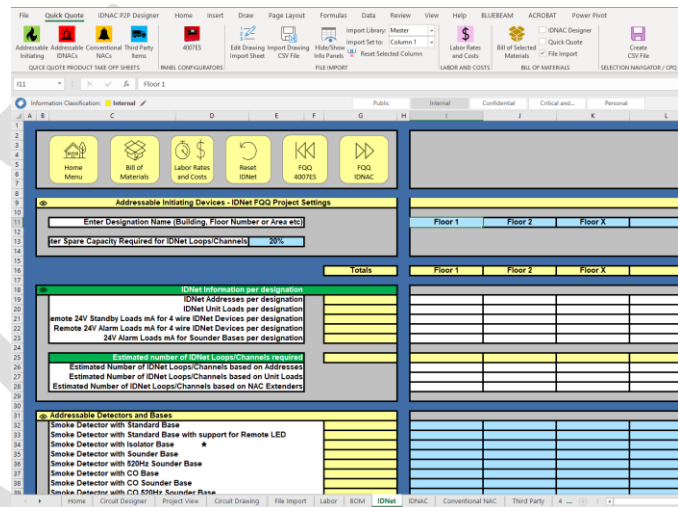 File Quick Quote IDNAC P2P Designer Home Insert Draw Page Layout Formulas Data Review View Help BLUEBEAM ACROBAT Power Pivot
Addressable Initiating
Addressable IDNACs
Conventional NACs
Third Party Items
4007ES
Edit Drawing Import Sheet
Import Drawing CSV File
Hide/Show Info Panels
Import Library: Master
Import Set to: Column 1
Reset Selected Column
Labor Rates and Costs
Bill of Selected Materials
IDNAC Designer
Quick Quote
File Import
Create CSV File
QUICK QUOTE PRODUCT TAKE OFF SHEETS
PANEL CONFIGURATORS
FILE IMPORT
LABOR AND COSTS
BILL OF MATERIALS
SELECTION NAVIGATOR / CPQ
I11 fx Floor 1
Information Classification: Internal
Public Internal Confidential Critical and... Personal
A B C D E F G H I J K L
Home Menu
Bill of Materials
Labor Rates and Costs
Reset IDNet
FQQ 4007ES
FQQ IDNAC
Addressable Initiating Devices - IDNet FQQ Project Settings
Enter Designation Name (Building, Floor Number or Area etc)
Floor 1 Floor 2 Floor X
ter Spare Capacity Required for IDNet Loops/Channels 20%
Totals Floor 1 Floor 2 Floor X
IDNet Information per designation
IDNet Addresses per designation
IDNet Unit Loads per designation
emote 24V Standby Loads mA for 4 wire IDNet Devices per designation
Remote 24V Alarm Loads mA for 4 wire IDNet Devices per designation
24V Alarm Loads mA for Sounder Bases per designation
Estimated number of IDNet Loops/Channels required
Estimated Number of IDNet Loops/Channels based on Addresses
Estimated Number of IDNet Loops/Channels based on Unit Loads
Estimated Number of IDNet Loops/Channels based on NAC Extenders
Addressable Detectors and Bases
Smoke Detector with Standard Base
Smoke Detector with Standard Base with support for Remote LED
Smoke Detector with Isolator Base ★
Smoke Detector with Sounder Base
Smoke Detector with 520Hz Sounder Base
Smoke Detector with CO Base
Smoke Detector with CO Sounder Base
Smoke Detector with CO 520Hz Sounder Base
Home Circuit Designer Project View Circuit Drawing File Import Labor BOM IDNet IDNAC Conventional NAC Third Party 4 ...